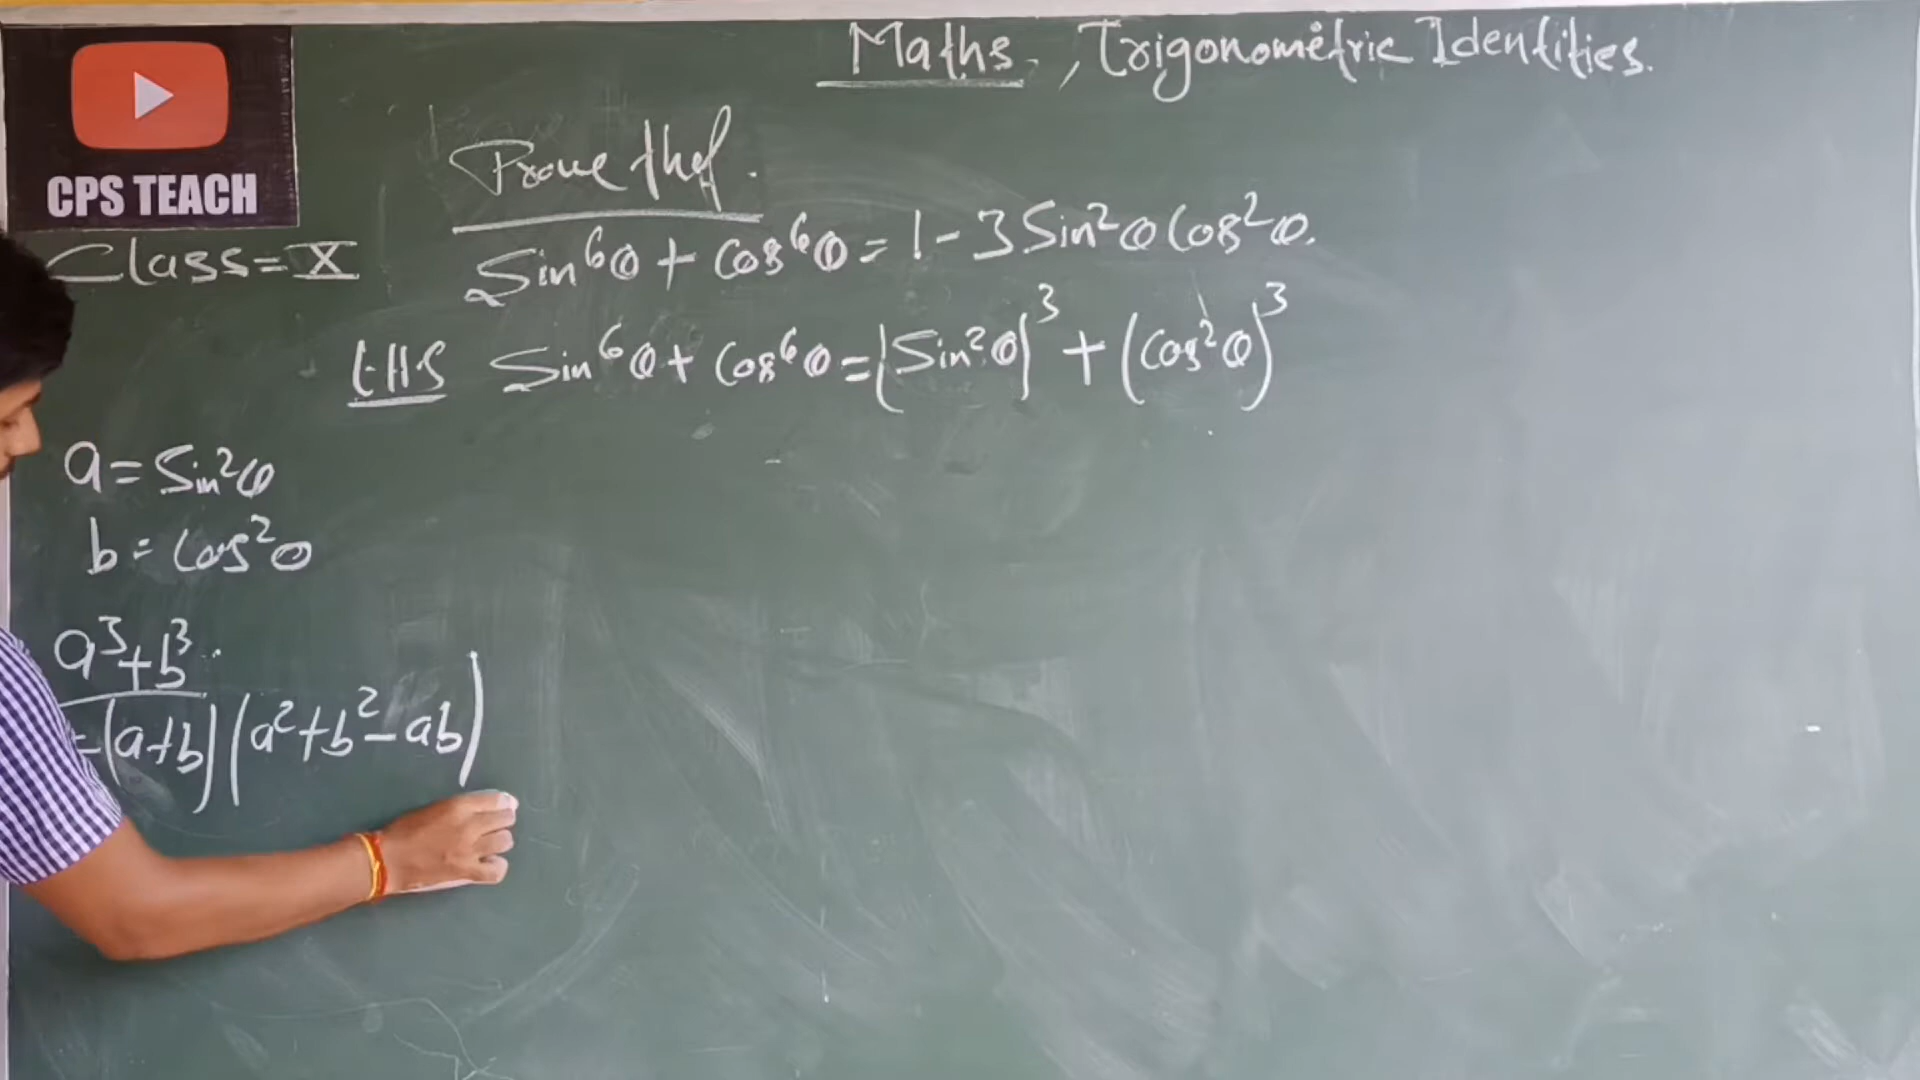 Maths, Trigonometric Identities.
CPS TEACH
Class = X
Prove that.
Sin⁶θ + Cos⁶θ = 1 - 3 Sin²θ Cos²θ.
LHS Sin⁶θ + Cos⁶θ = (Sin²θ)³ + (Cos²θ)³
a = Sin²θ
b = Cos²θ
a³+b³.
=(a+b)(a²+b²-ab)